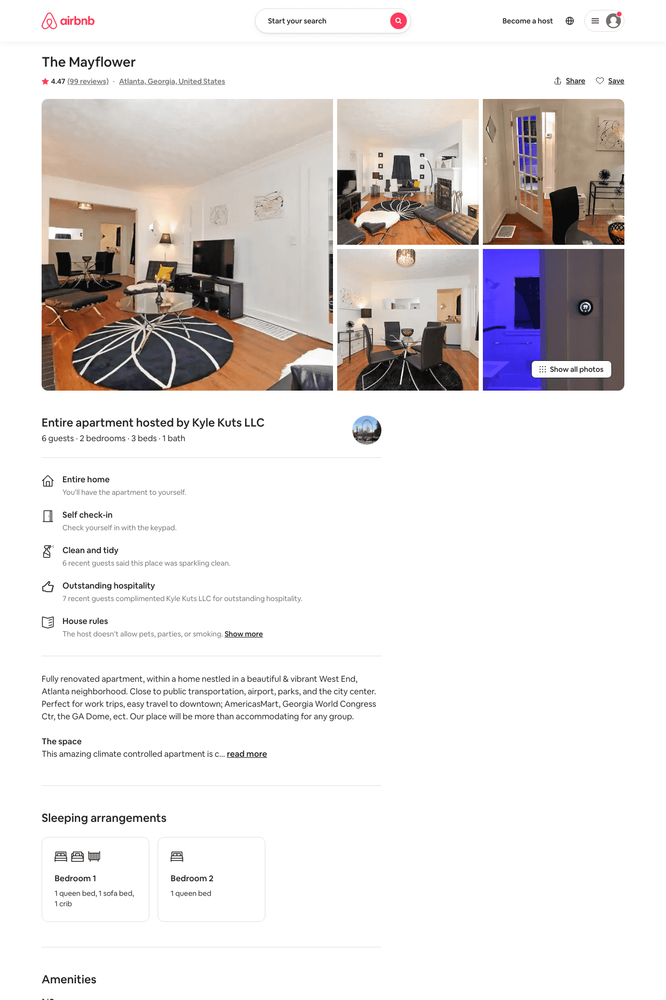 airbnb
Start your search
Become a host
The Mayflower
4.47 (99 reviews) · Atlanta, Georgia, United States
Share
Save
Show all photos
Entire apartment hosted by Kyle Kuts LLC
6 guests · 2 bedrooms · 3 beds · 1 bath
Entire home
You'll have the apartment to yourself.
Self check-in
Check yourself in with the keypad.
Clean and tidy
6 recent guests said this place was sparkling clean.
Outstanding hospitality
7 recent guests complimented Kyle Kuts LLC for outstanding hospitality.
House rules
The host doesn't allow pets, parties, or smoking. Show more
Fully renovated apartment, within a home nestled in a beautiful & vibrant West End,
Atlanta neighborhood. Close to public transportation, airport, parks, and the city center.
Perfect for work trips, easy travel to downtown; AmericasMart, Georgia World Congress
Ctr, the GA Dome, ect. Our place will be more than accommodating for any group.
The space
This amazing climate controlled apartment is c... read more
Sleeping arrangements
Bedroom 1
1 queen bed, 1 sofa bed,
1 crib
Bedroom 2
1 queen bed
Amenities